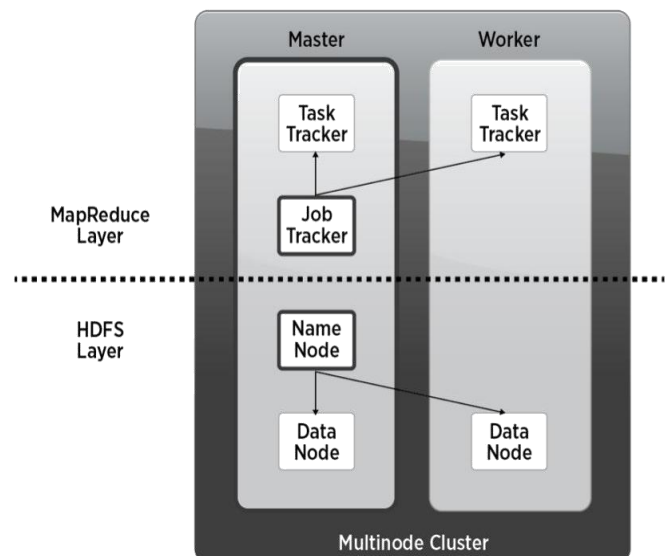 Master
Worker
Task
Tracker
Task
Tracker
MapReduce
Layer
Job
Tracker
HDFS
Layer
Name
Node
Data
Node
Data
Node
Multinode Cluster